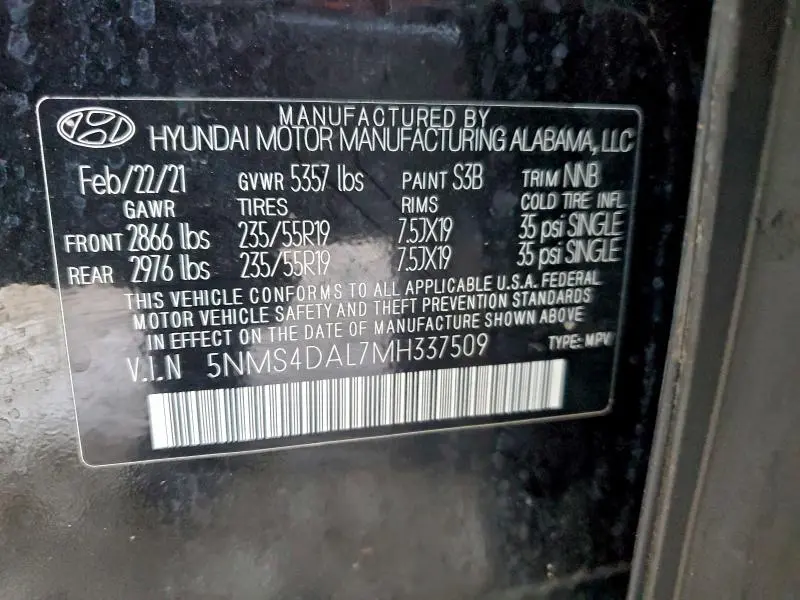 MANUFACTURED BY
HYUNDAI MOTOR MANUFACTURING ALABAMA, LLC
Feb/22/21 GVWR 5357 lbs PAINT S3B TRIM NNB
GAWR TIRES RIMS COLD TIRE INFL
FRONT 2866 lbs 235/55R19 7.5JX19 35 psi SINGLE
REAR 2976 lbs 235/55R19 7.5JX19 35 psi SINGLE
THIS VEHICLE CONFORMS TO ALL APPLICABLE U.S.A. FEDERAL
MOTOR VEHICLE SAFETY AND THEFT PREVENTION STANDARDS
IN EFFECT ON THE DATE OF MANUFACTURE SHOWN ABOVE
V.I.N 5NMS4DAL7MH337509 TYPE: MPV